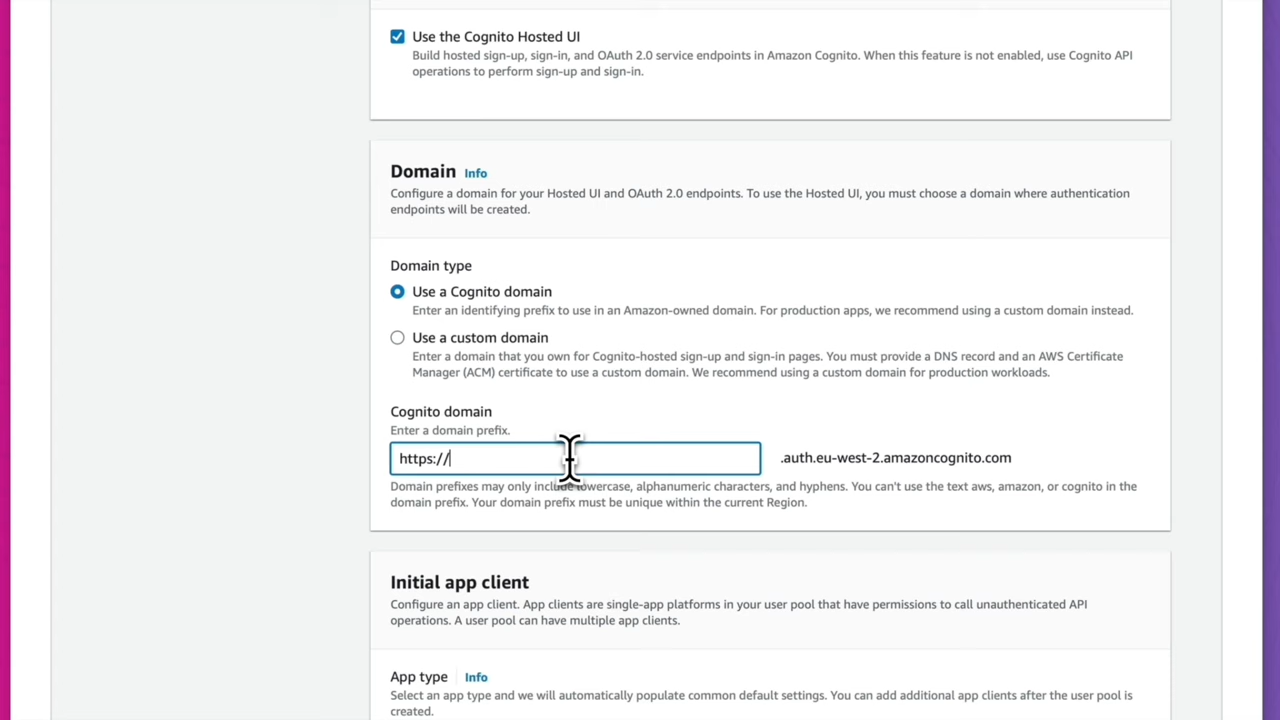 Use the Cognito Hosted UI
Build hosted sign-up, sign-in, and OAuth 2.0 service endpoints in Amazon Cognito. When this feature is not enabled, use Cognito API
operations to perform sign-up and sign-in.
Domain Info
Configure a domain for your Hosted UI and OAuth 2.0 endpoints. To use the Hosted UI, you must choose a domain where authentication
endpoints will be created.
Domain type
Use a Cognito domain
Enter an identifying prefix to use in an Amazon-owned domain. For production apps, we recommend using a custom domain instead.
Use a custom domain
Enter a domain that you own for Cognito-hosted sign-up and sign-in pages. You must provide a DNS record and an AWS Certificate
Manager (ACM) certificate to use a custom domain. We recommend using a custom domain for production workloads.
Cognito domain
Enter a domain prefix.
https:// .auth.eu-west-2.amazoncognito.com
Domain prefixes may only include lowercase, alphanumeric characters, and hyphens. You can't use the text aws, amazon, or cognito in the
domain prefix. Your domain prefix must be unique within the current Region.
Initial app client
Configure an app client. App clients are single-app platforms in your user pool that have permissions to call unauthenticated API
operations. A user pool can have multiple app clients.
App type Info
Select an app type and we will automatically populate common default settings. You can add additional app clients after the user pool is
created.